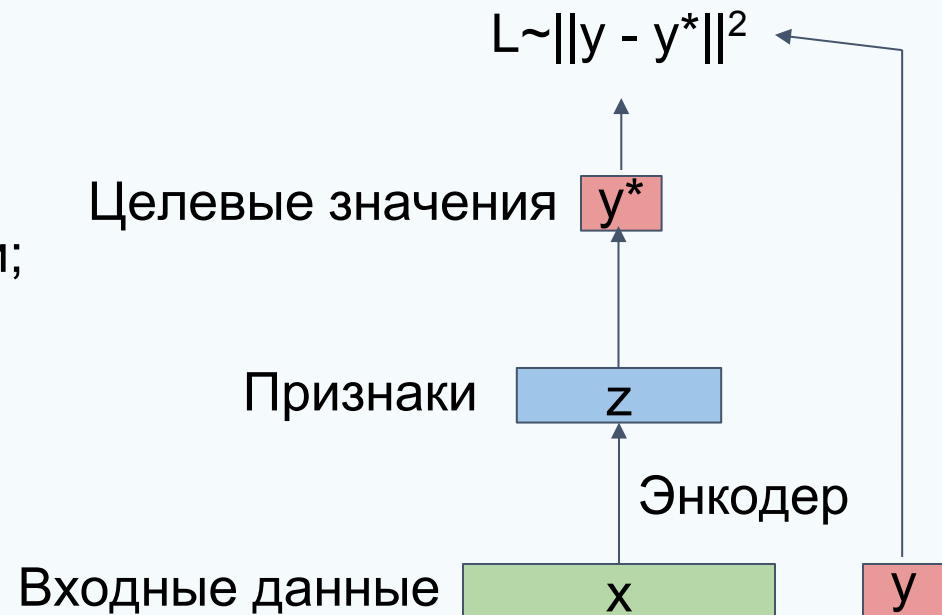 L~||y - y*||²
Целевые значения y*
и;
Признаки z
Энкодер
Входные данные x y